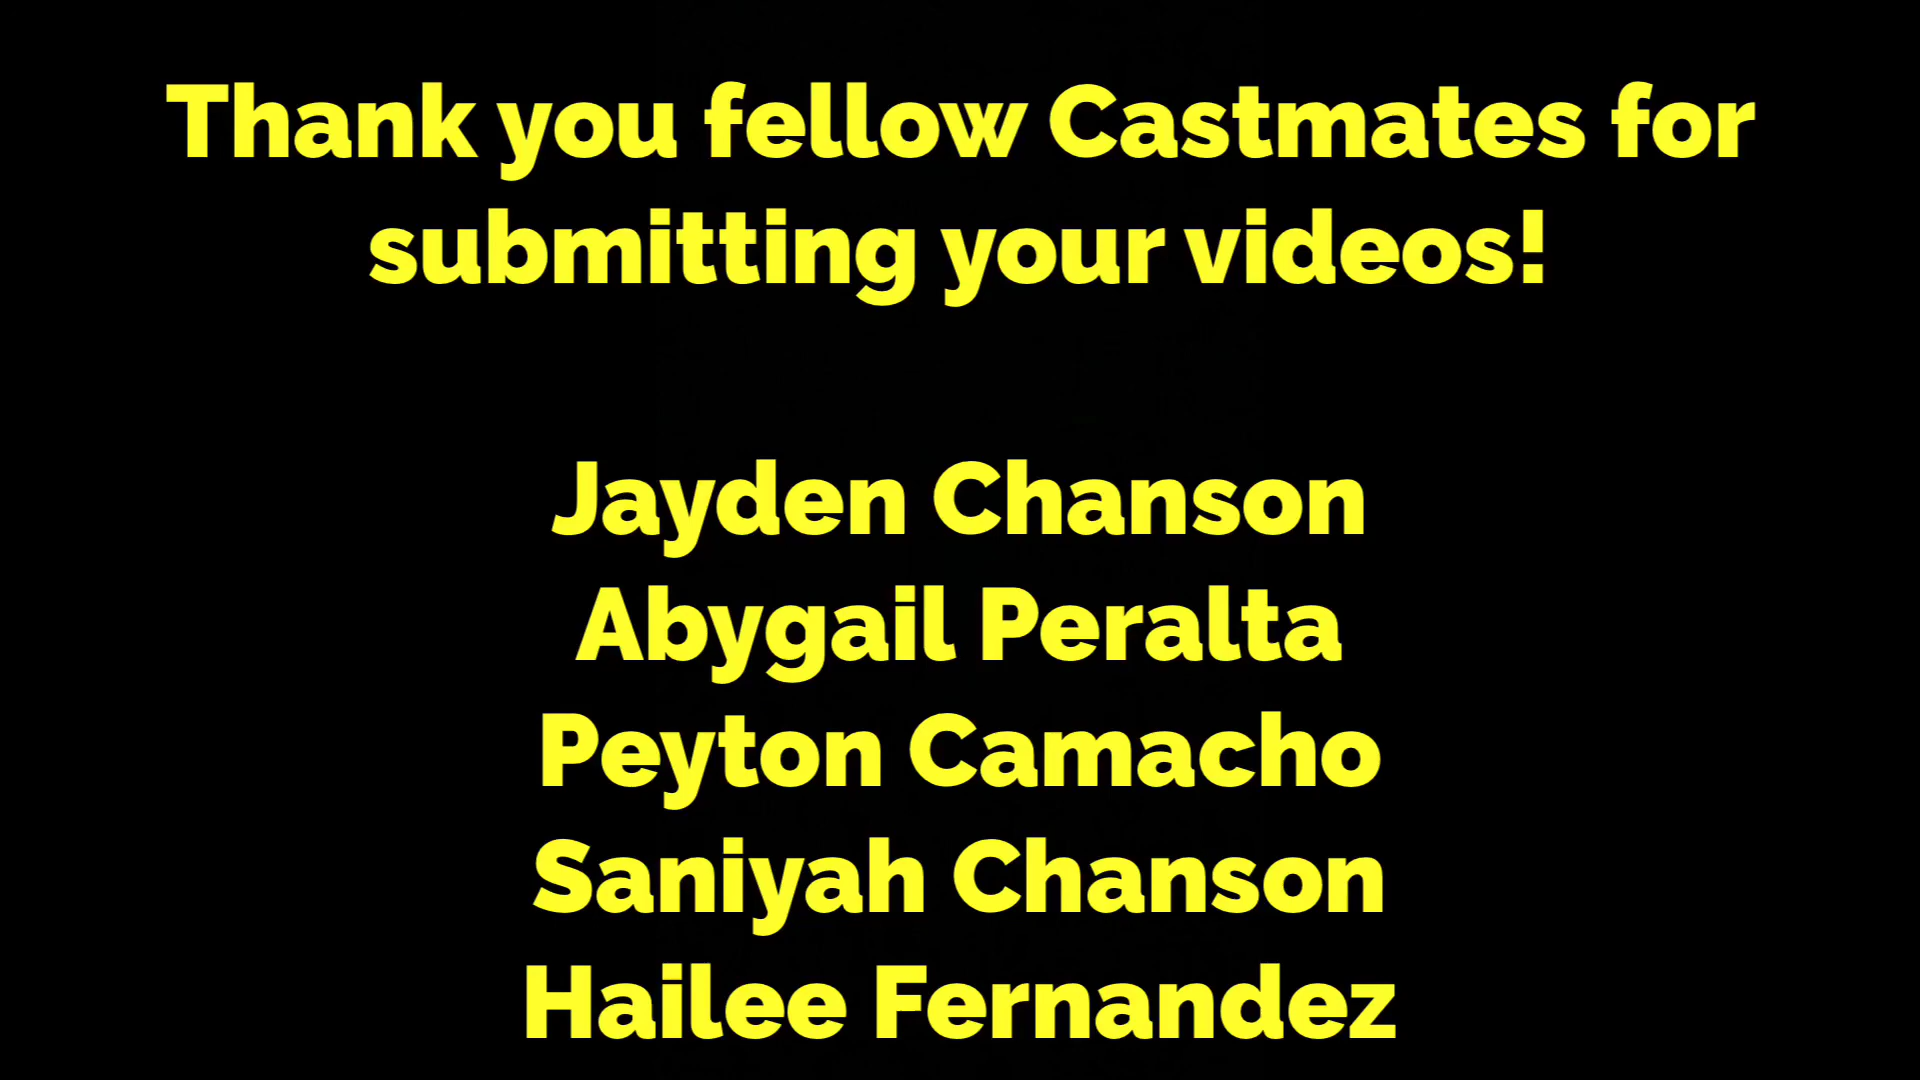 Thank you fellow Castmates for
submitting your videos!
Jayden Chanson
Abygail Peralta
Peyton Camacho
Saniyah Chanson
Hailee Fernandez